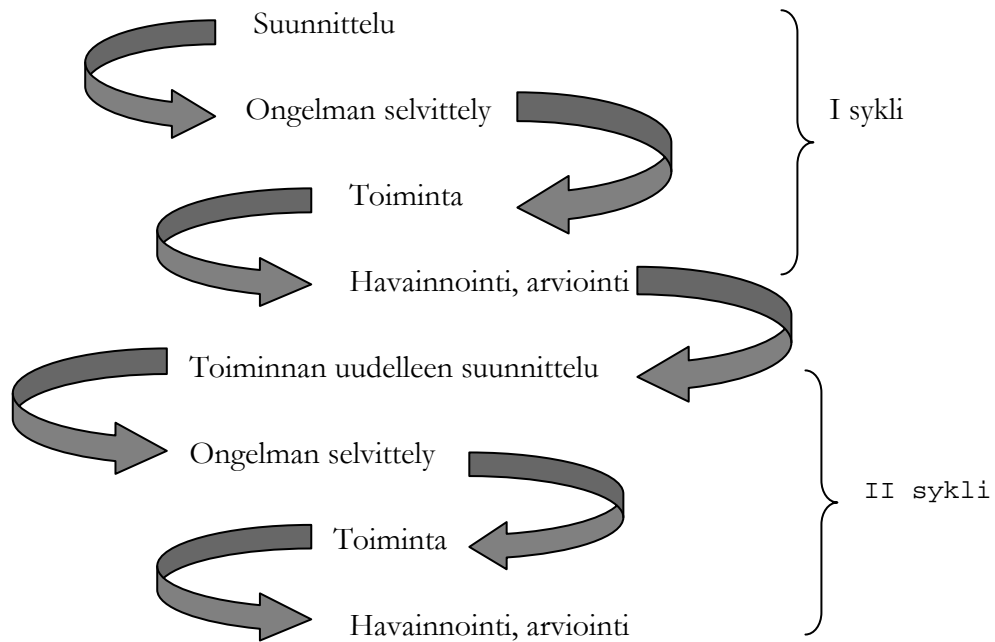 Suunnittelu
Ongelman selvittely
I sykli
Toiminta
Havainnointi, arviointi
Toiminnan uudelleen suunnittelu
Ongelman selvittely
II sykli
Toiminta
Havainnointi, arviointi